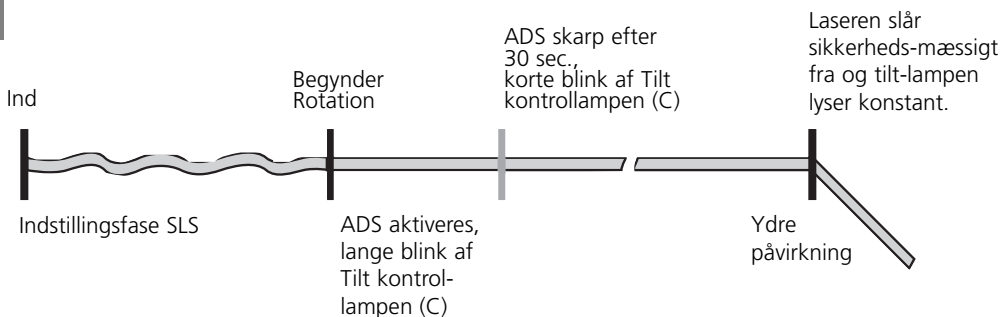 Ind
Begynder
Rotation
ADS skarp efter
30 sec.,
korte blink af Tilt
kontrollampen (C)
Laseren slår
sikkerheds-mæssigt
fra og tilt-lampen
lyser konstant.
Indstillingsfase SLS
ADS aktiveres,
lange blink af
Tilt kontrol-
lampen (C)
Ydre
påvirkning